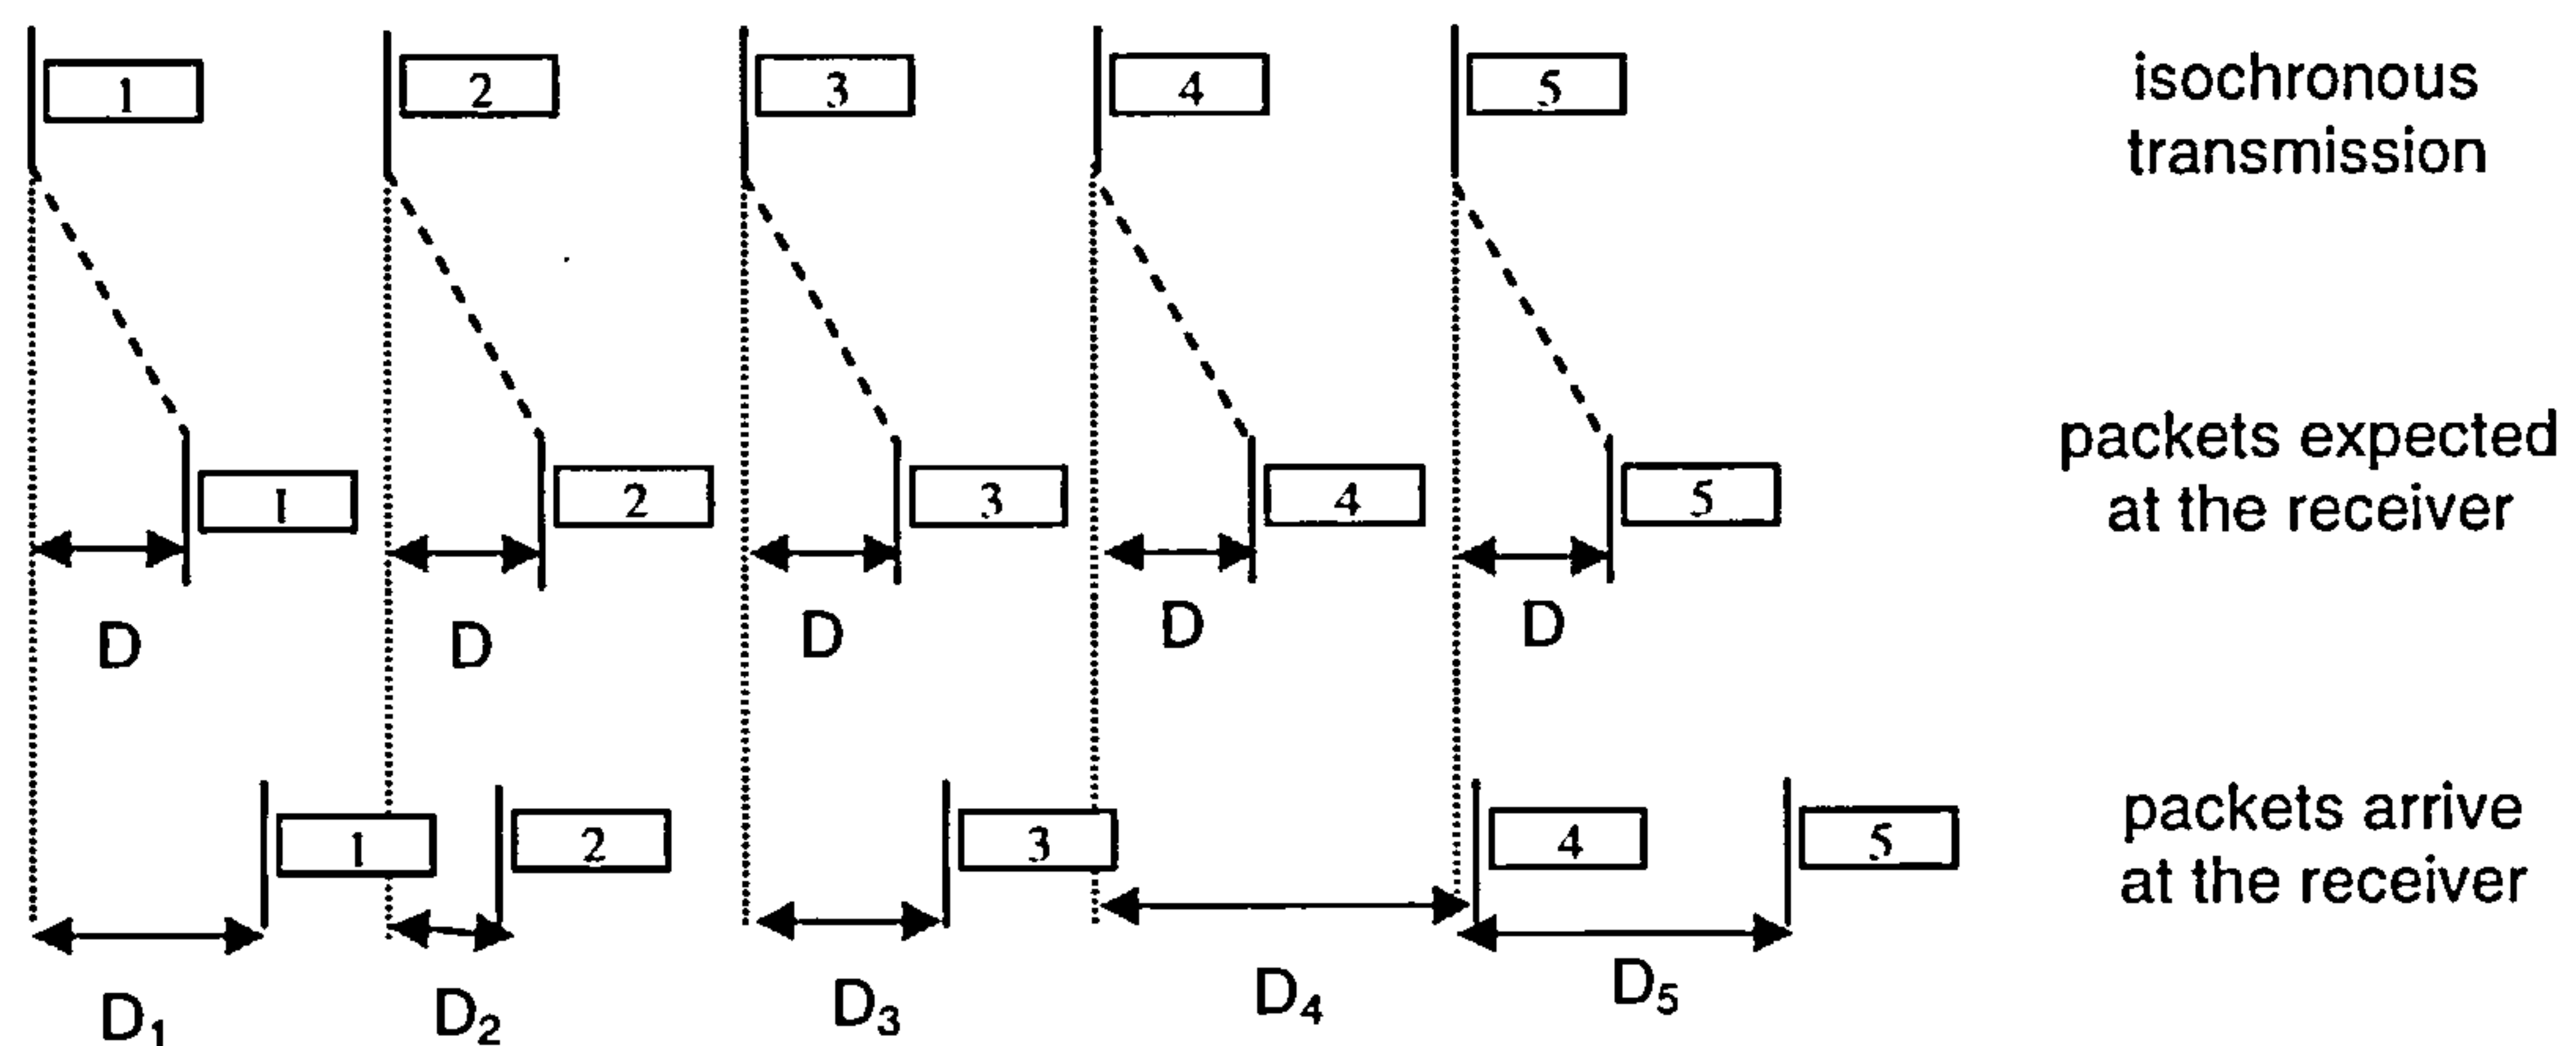 1 2 3 4 5
isochronous
transmission
packets expected
at the receiver
1 2 3 4 5
D D D D D
packets arrive
at the receiver
1 2 3 4 5
D₁ D₂ D₃ D₄ D₅